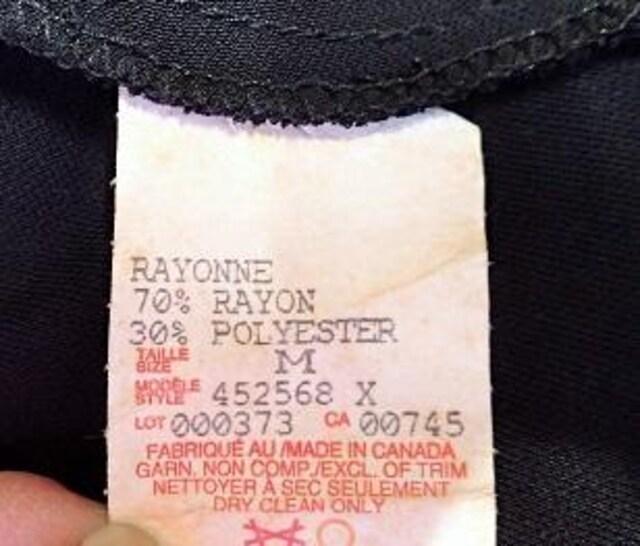 RAYONNE
70% RAYON
30% POLYESTER
TAILLE
SIZE M
MODÈLE
STYLE 452568 X
LOT 000373 CA 00745
FABRIQUÉ AU /MADE IN CANADA
GARN. NON COMP./EXCL. OF TRIM
NETTOYER À SEC SEULEMENT
DRY CLEAN ONLY